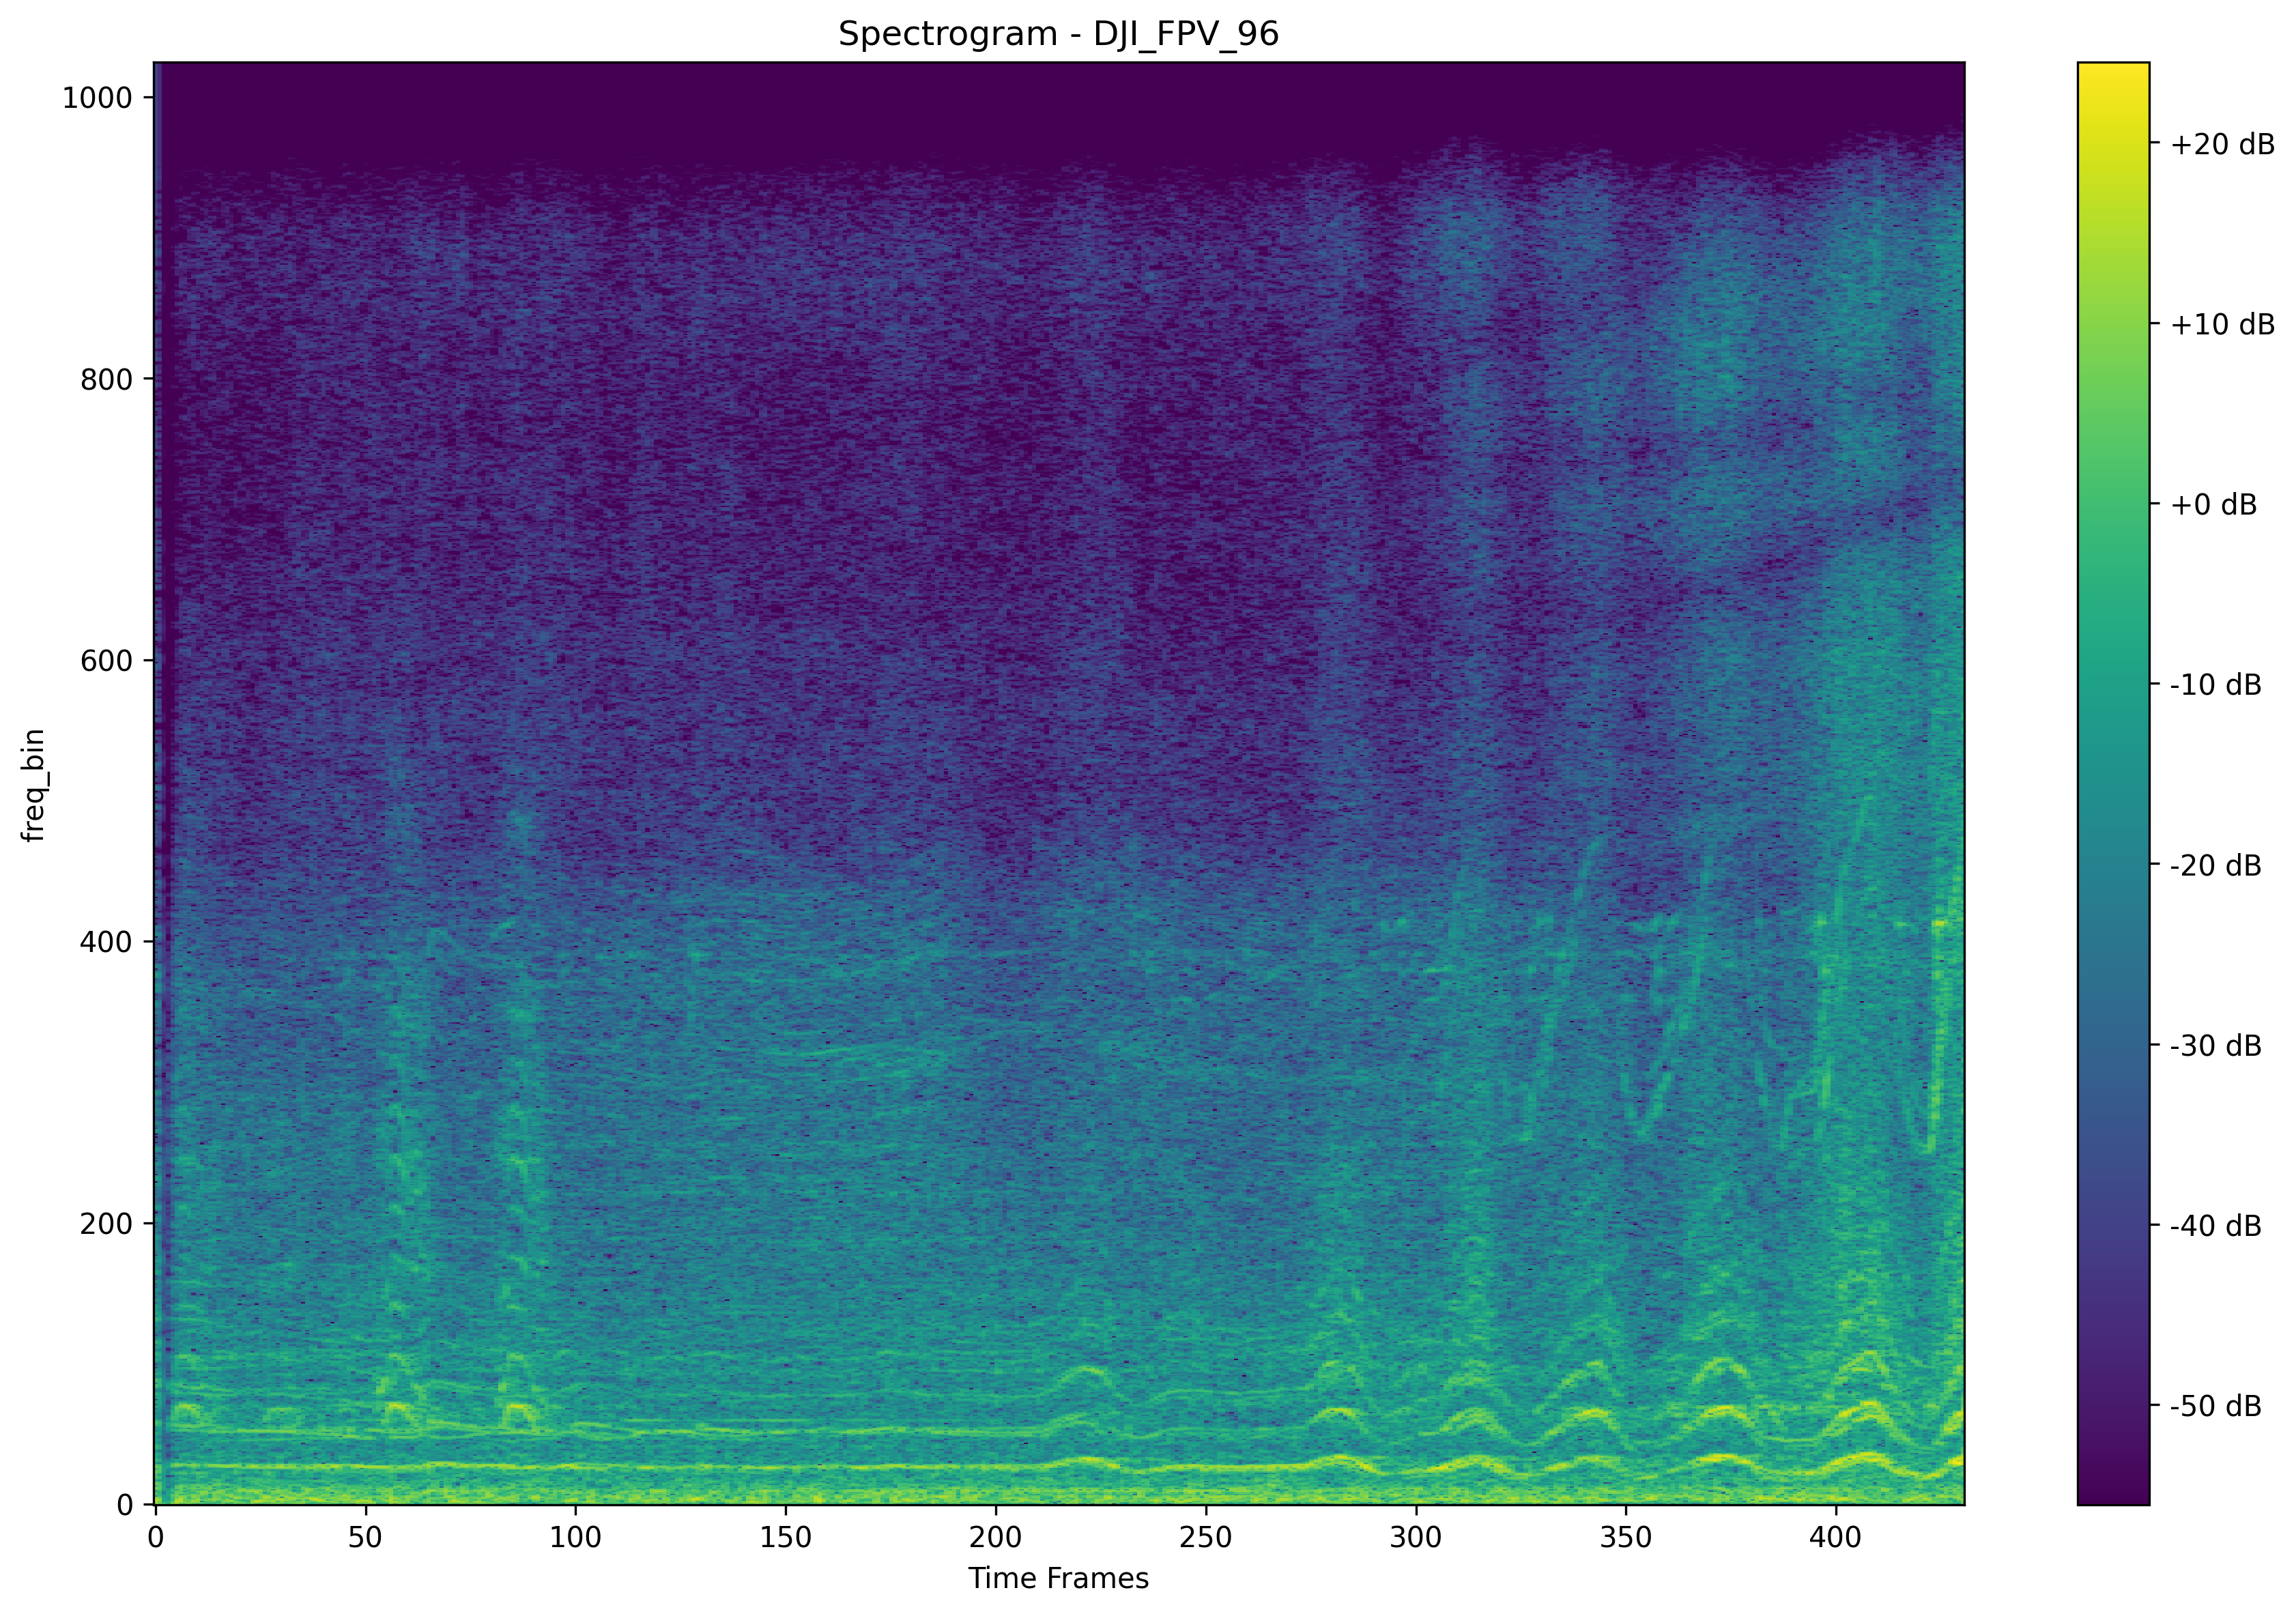 Spectrogram - DJI_FPV_96
1000
800
600
400
200
0
freq_bin
0 50 100 150 200 250 300 350 400
Time Frames
+20 dB
+10 dB
+0 dB
-10 dB
-20 dB
-30 dB
-40 dB
-50 dB